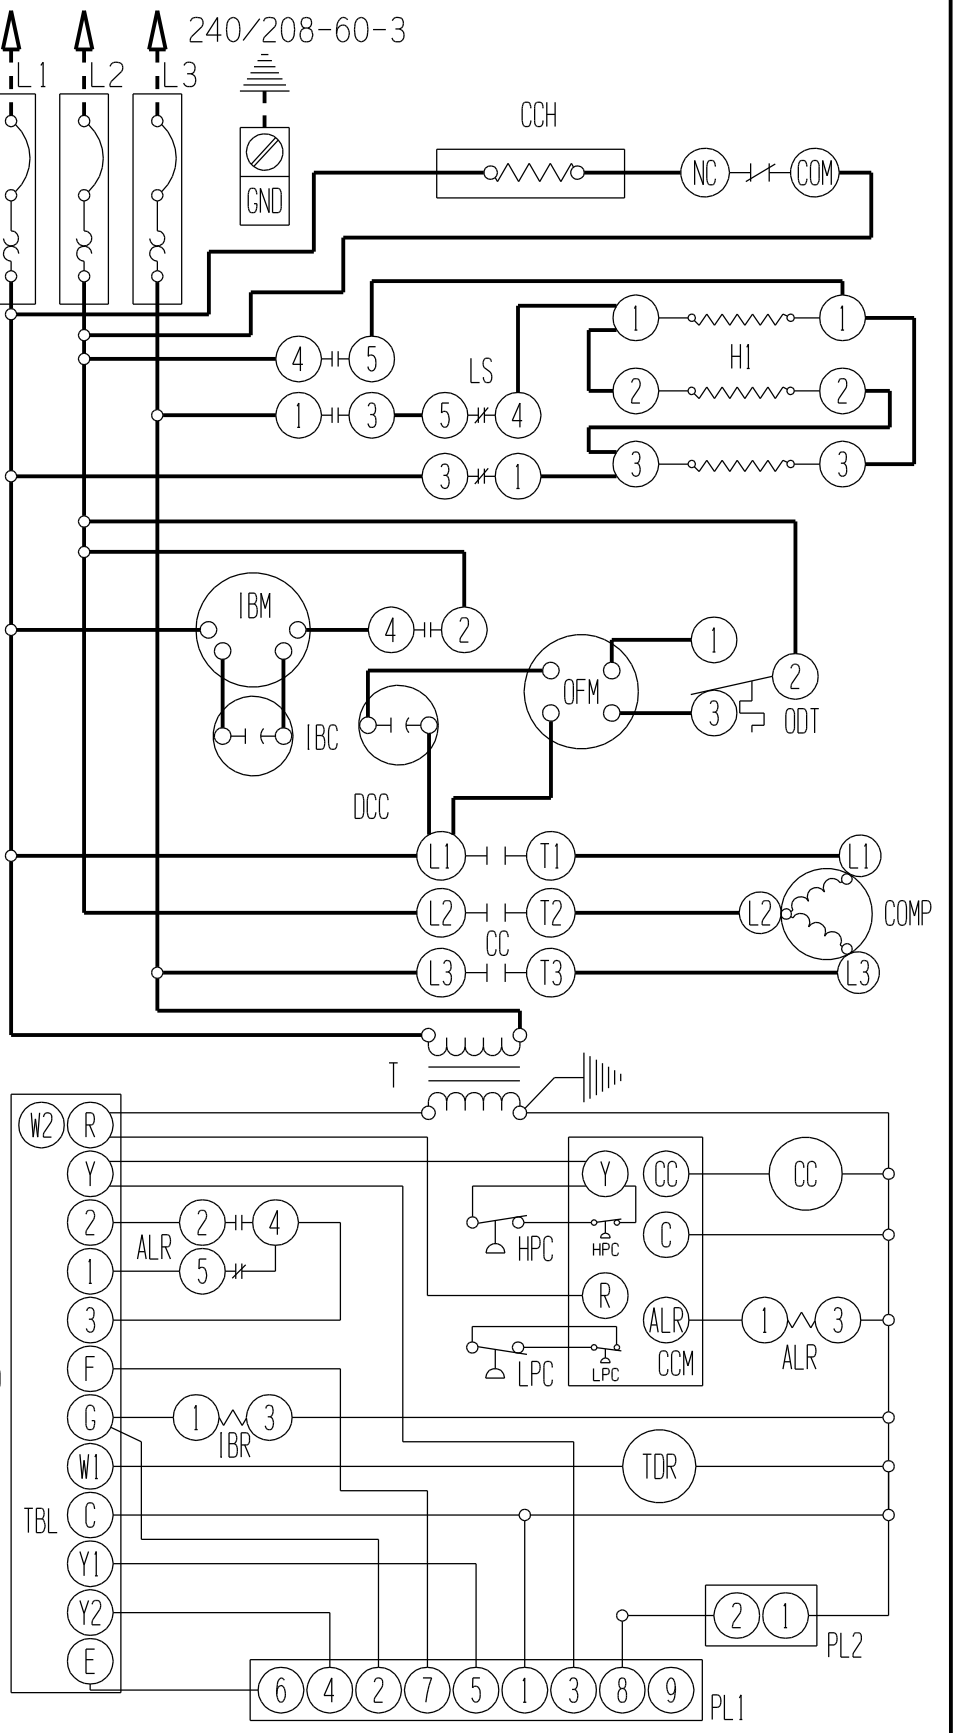 240/208-60-3
L1 L2 L3
CCH
GND
NC COM
1 1
H1
4 5
LS
2 2
1 3 5 4
3 3
3 1
IBM
4 2
1
OFM
2
3
ODT
IBC
DCC
L1 T1 L1
L2 T2 L2 COMP
CC
L3 T3 L3
T
W2 R
Y Y CC CC
2 2 4
ALR HPC HPC C
1 5
R
3 ALR 1 3
CCM ALR
F LPC LPC
G 1 3
IBR
W1 TDR
TBL C
Y1
Y2 2 1
PL2
E
6 4 2 7 5 1 3 8 9 PL1